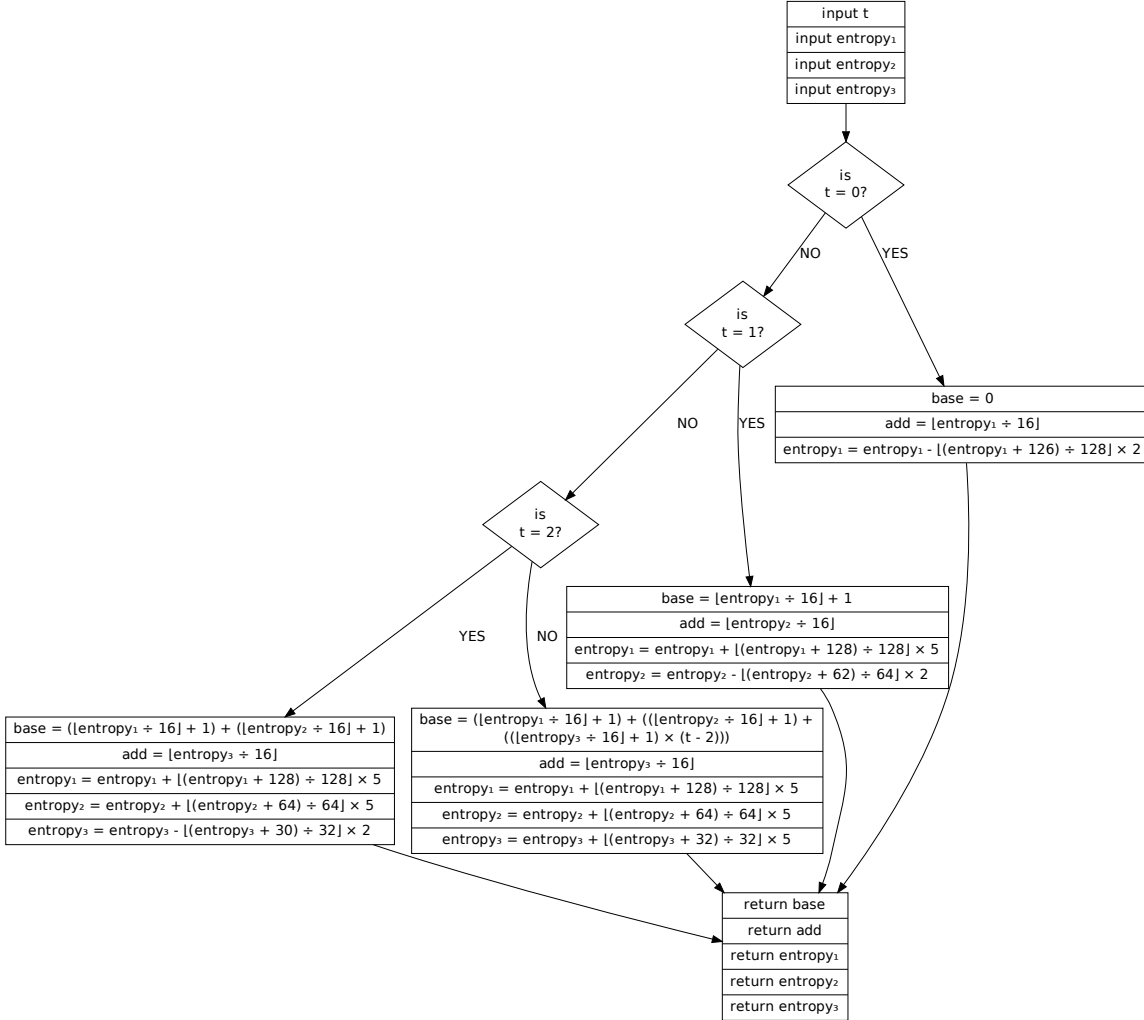 input t
input entropy₁
input entropy₂
input entropy₃
is
t = 0?
NO
YES
is
t = 1?
NO
YES
base = 0
add = ⌊entropy₁ ÷ 16⌋
entropy₁ = entropy₁ - ⌊(entropy₁ + 126) ÷ 128⌋ × 2
is
t = 2?
YES
NO
base = ⌊entropy₁ ÷ 16⌋ + 1
add = ⌊entropy₂ ÷ 16⌋
entropy₁ = entropy₁ + ⌊(entropy₁ + 128) ÷ 128⌋ × 5
entropy₂ = entropy₂ - ⌊(entropy₂ + 62) ÷ 64⌋ × 2
base = (⌊entropy₁ ÷ 16⌋ + 1) + (⌊entropy₂ ÷ 16⌋ + 1)
add = ⌊entropy₃ ÷ 16⌋
entropy₁ = entropy₁ + ⌊(entropy₁ + 128) ÷ 128⌋ × 5
entropy₂ = entropy₂ + ⌊(entropy₂ + 64) ÷ 64⌋ × 5
entropy₃ = entropy₃ - ⌊(entropy₃ + 30) ÷ 32⌋ × 2
base = (⌊entropy₁ ÷ 16⌋ + 1) + ((⌊entropy₂ ÷ 16⌋ + 1) +
((⌊entropy₃ ÷ 16⌋ + 1) × (t - 2)))
add = ⌊entropy₃ ÷ 16⌋
entropy₁ = entropy₁ + ⌊(entropy₁ + 128) ÷ 128⌋ × 5
entropy₂ = entropy₂ + ⌊(entropy₂ + 64) ÷ 64⌋ × 5
entropy₃ = entropy₃ + ⌊(entropy₃ + 32) ÷ 32⌋ × 5
return base
return add
return entropy₁
return entropy₂
return entropy₃